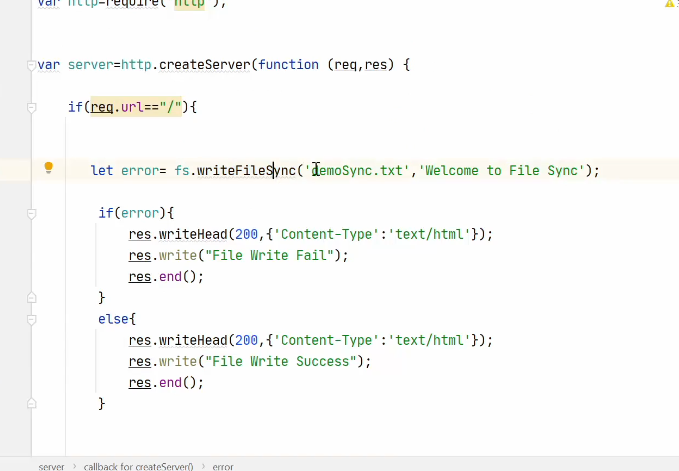 var http=require('http');
var server=http.createServer(function (req,res) {
if(req.url=="/"){
let error= fs.writeFileSync('demoSync.txt','Welcome to File Sync');
if(error){
res.writeHead(200,{'Content-Type':'text/html'});
res.write("File Write Fail");
res.end();
}
else{
res.writeHead(200,{'Content-Type':'text/html'});
res.write("File Write Success");
res.end();
}
server > callback for createServer() > error